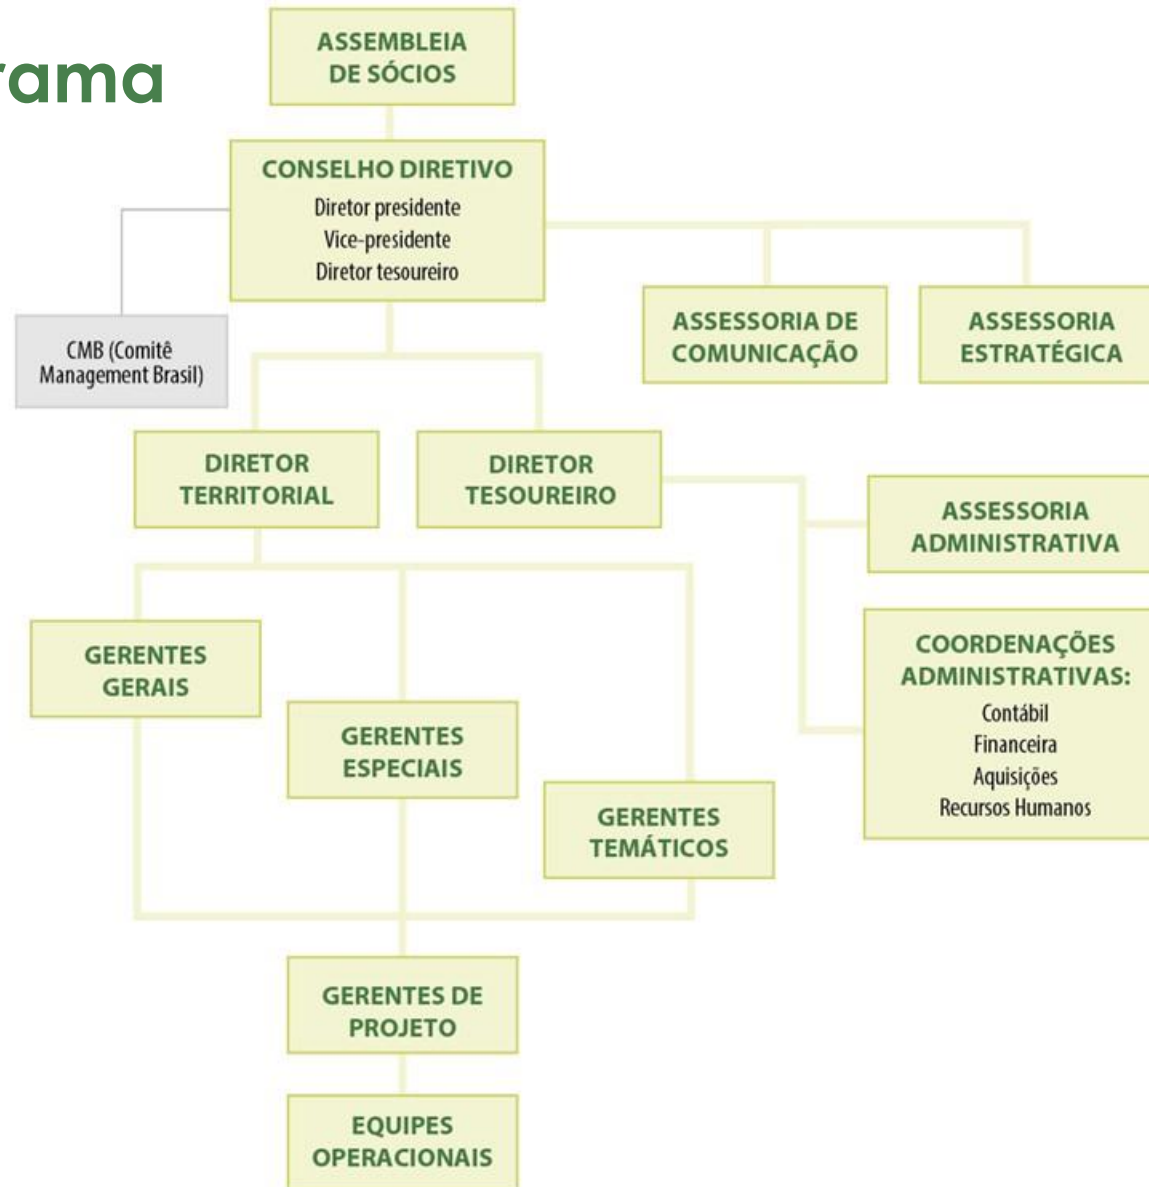 rama
ASSEMBLEIA
DE SÓCIOS
CONSELHO DIRETIVO
Diretor presidente
Vice-presidente
Diretor tesoureiro
CMB (Comitê
Management Brasil)
ASSESSORIA DE
COMUNICAÇÃO
ASSESSORIA
ESTRATÉGICA
DIRETOR
TERRITORIAL
DIRETOR
TESOUREIRO
ASSESSORIA
ADMINISTRATIVA
COORDENAÇÕES
ADMINISTRATIVAS:
Contábil
Financeira
Aquisições
Recursos Humanos
GERENTES
GERAIS
GERENTES
ESPECIAIS
GERENTES
TEMÁTICOS
GERENTES DE
PROJETO
EQUIPES
OPERACIONAIS